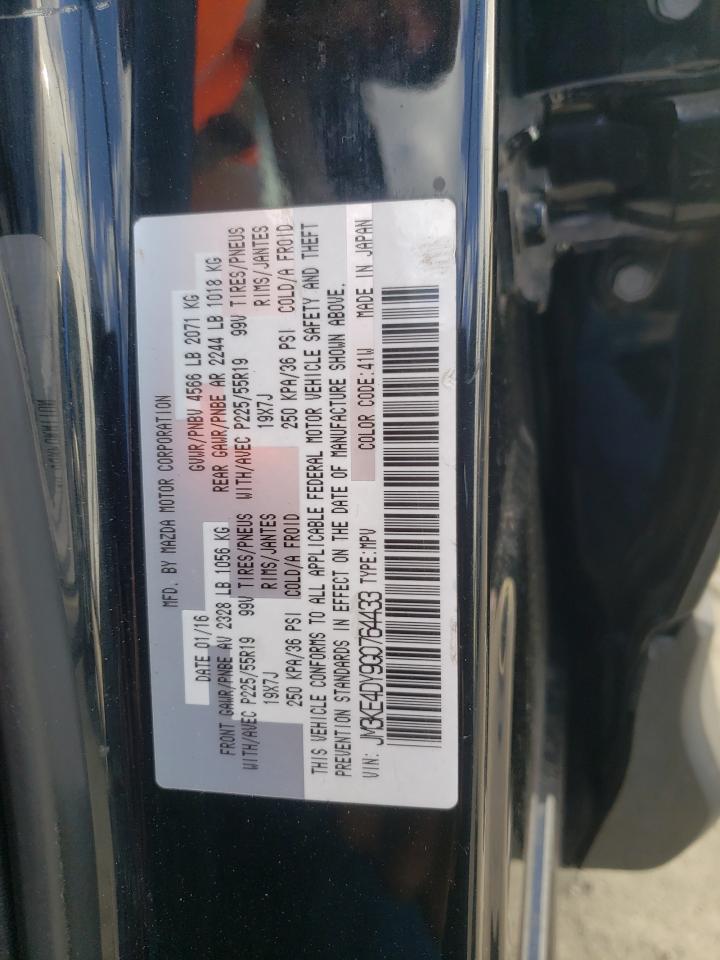 MFD. BY MAZDA MOTOR CORPORATION
DATE 01/16 GVWR/PNBV 4566 LB 2071 KG
FRONT GAWR/PNBE AV 2328 LB 1056 KG REAR GAWR/PNBE AR 2244 LB 1018 KG
WITH/AVEC P225/55R19 99V TIRES/PNEUS WITH/AVEC P225/55R19 99V TIRES/PNEUS
19X7J RIMS/JANTES 19X7J RIMS/JANTES
250 KPA/36 PSI COLD/A FROID 250 KPA/36 PSI COLD/A FROID
THIS VEHICLE CONFORMS TO ALL APPLICABLE FEDERAL MOTOR VEHICLE SAFETY AND THEFT
PREVENTION STANDARDS IN EFFECT ON THE DATE OF MANUFACTURE SHOWN ABOVE.
VIN: JM3KE4DY9G0764433 TYPE:MPV COLOR CODE:41W MADE IN JAPAN